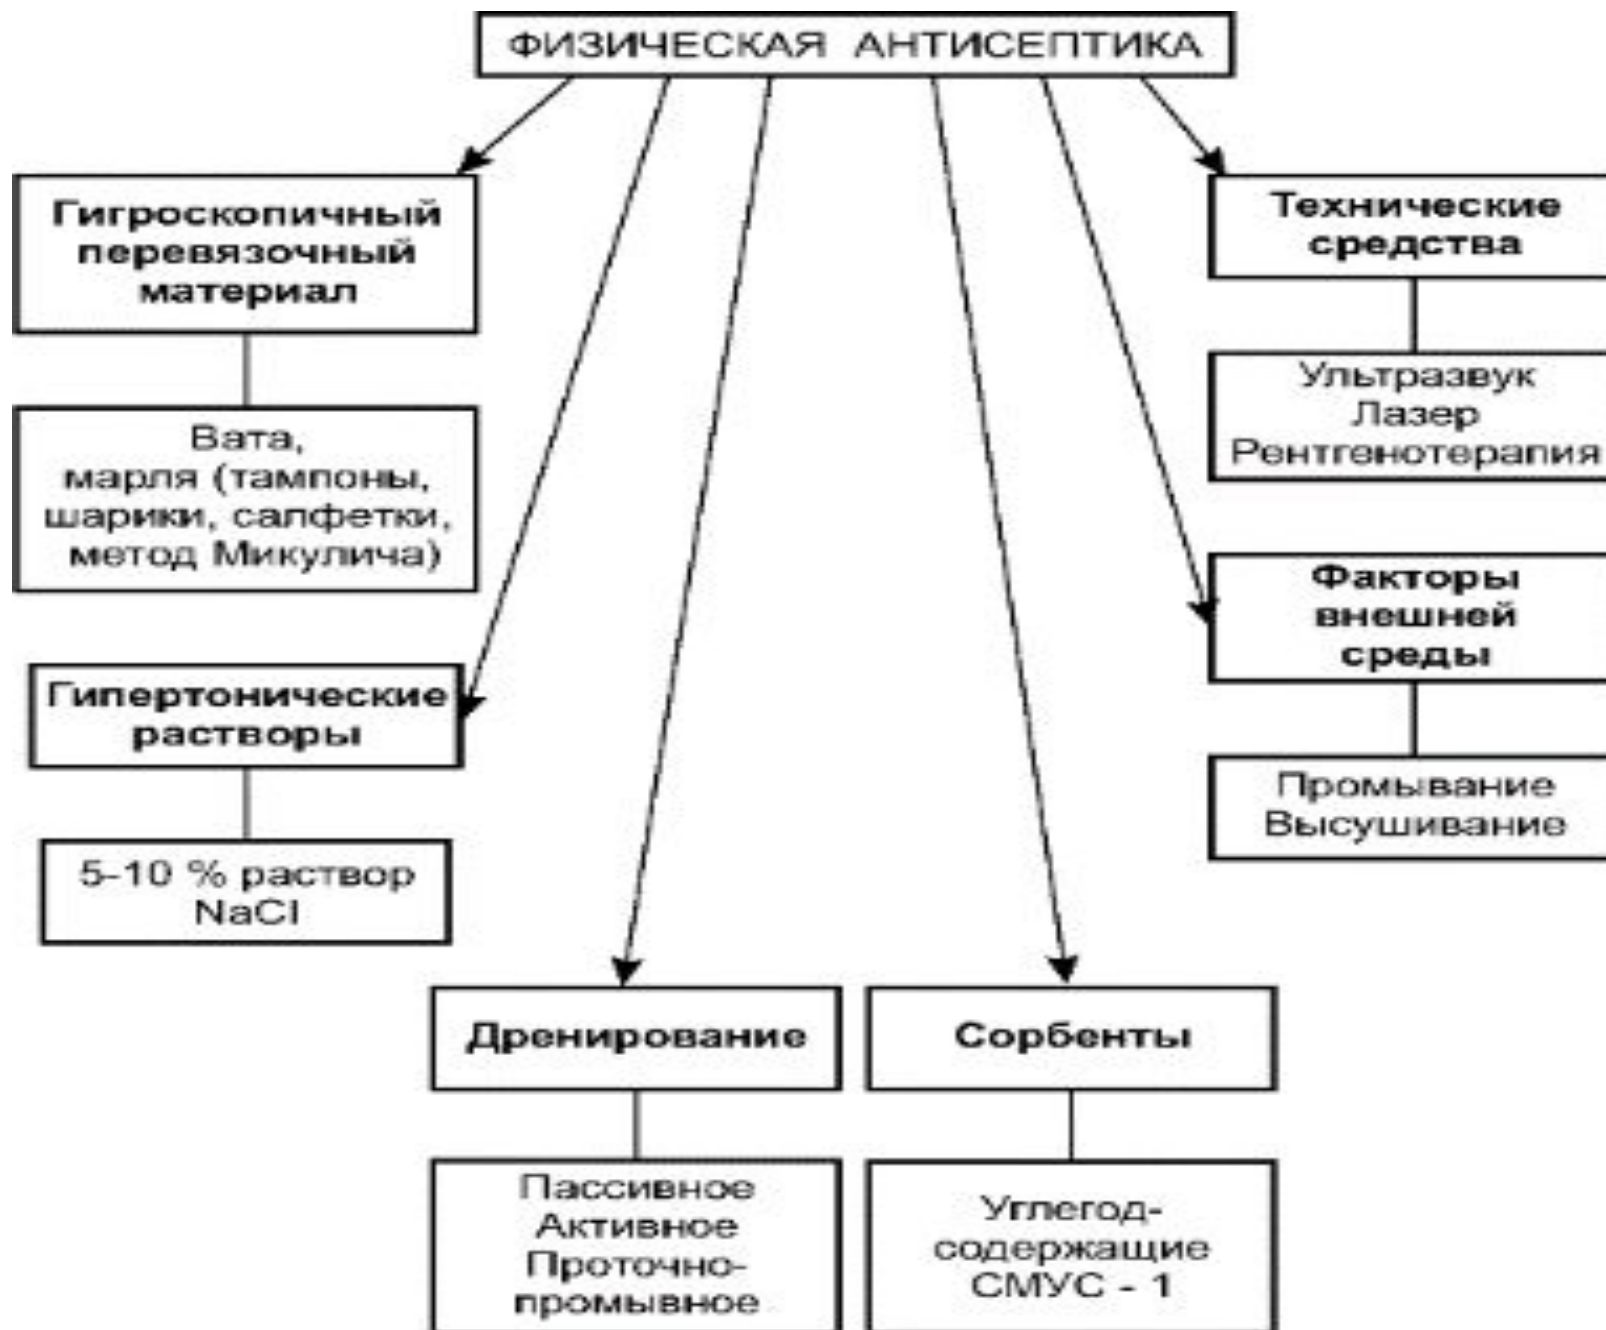 ФИЗИЧЕСКАЯ АНТИСЕПТИКА
Гигроскопичный
перевязочный
материал
Вата,
марля (тампоны,
шарики, салфетки,
метод Микулича)
Гипертонические
растворы
5-10 % раствор
NaCl
Дренирование
Пассивное
Активное
Проточно-
промывное
Сорбенты
Углегод-
содержащие
СМУС - 1
Технические
средства
Ультразвук
Лазер
Рентгенотерапия
Факторы
внешней
среды
Промывание
Высушивание